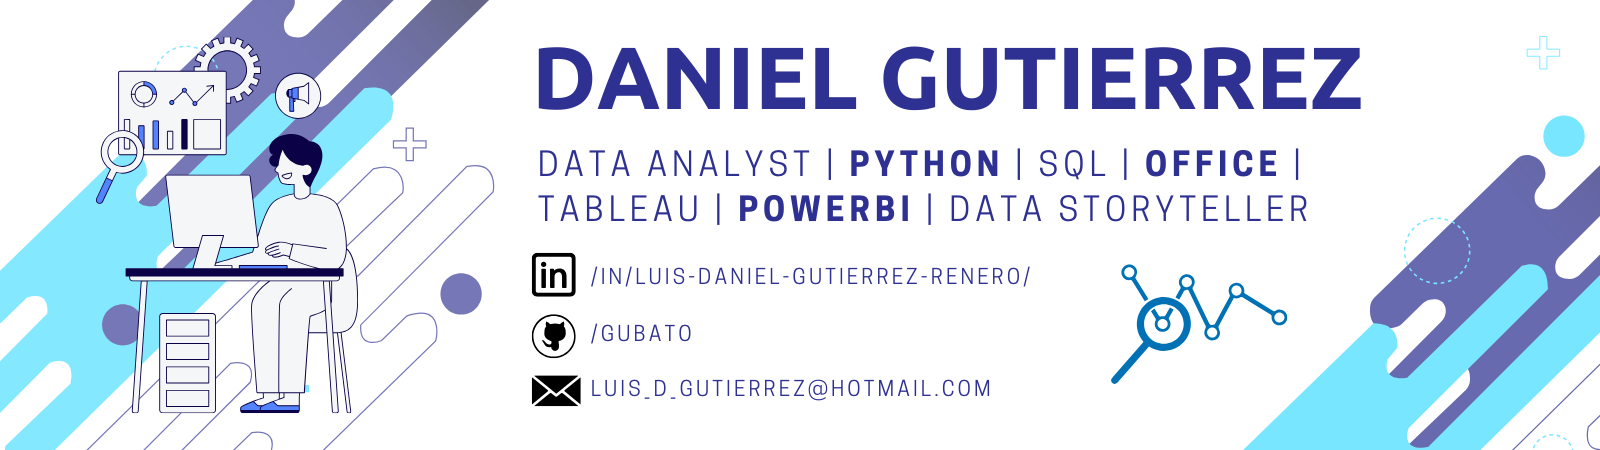 DANIEL GUTIERREZ
DATA ANALYST | PYTHON | SQL | OFFICE |
TABLEAU | POWERBI | DATA STORYTELLER
in /IN/LUIS-DANIEL-GUTIERREZ-RENERO/
/GUBATO
LUIS_D_GUTIERREZ@HOTMAIL.COM